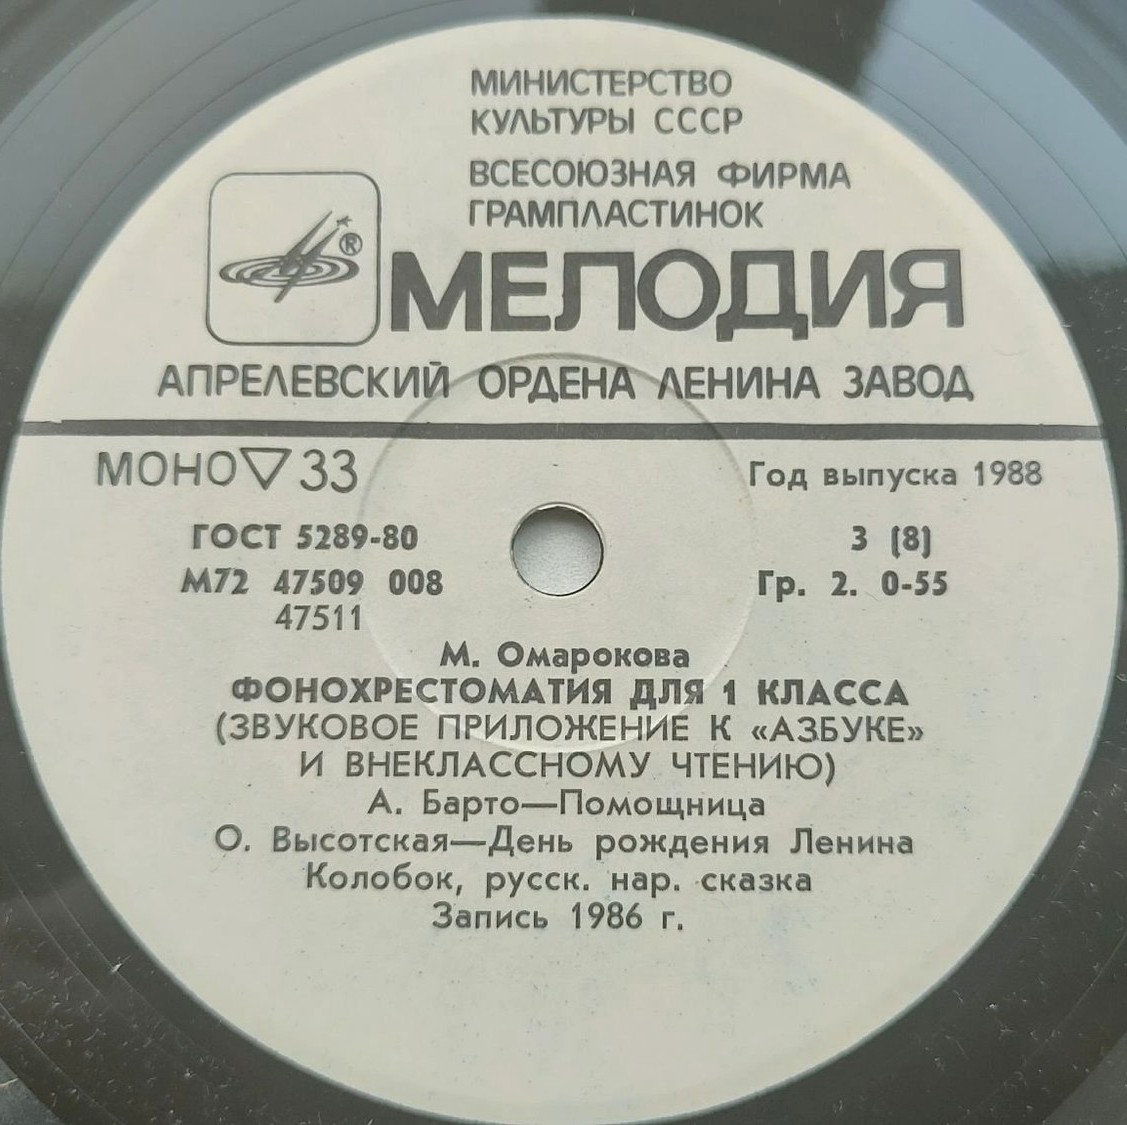 МИНИСТЕРСТВО
КУЛЬТУРЫ СССР
ВСЕСОЮЗНАЯ ФИРМА
ГРАМПЛАСТИНОК
®
МЕЛОДИЯ
АПРЕЛЕВСКИЙ ОРДЕНА ЛЕНИНА ЗАВОД
МОНО 33
Год выпуска 1988
ГОСТ 5289-80
3 (8)
М72 47509 008
Гр. 2. 0-55
47511
М. Омарокова
ФОНОХРЕСТОМАТИЯ ДЛЯ 1 КЛАССА
(ЗВУКОВОЕ ПРИЛОЖЕНИЕ К «АЗБУКЕ»
И ВНЕКЛАССНОМУ ЧТЕНИЮ)
А. Барто—Помощница
О. Высотская—День рождения Ленина
Колобок, русск. нар. сказка
Запись 1986 г.